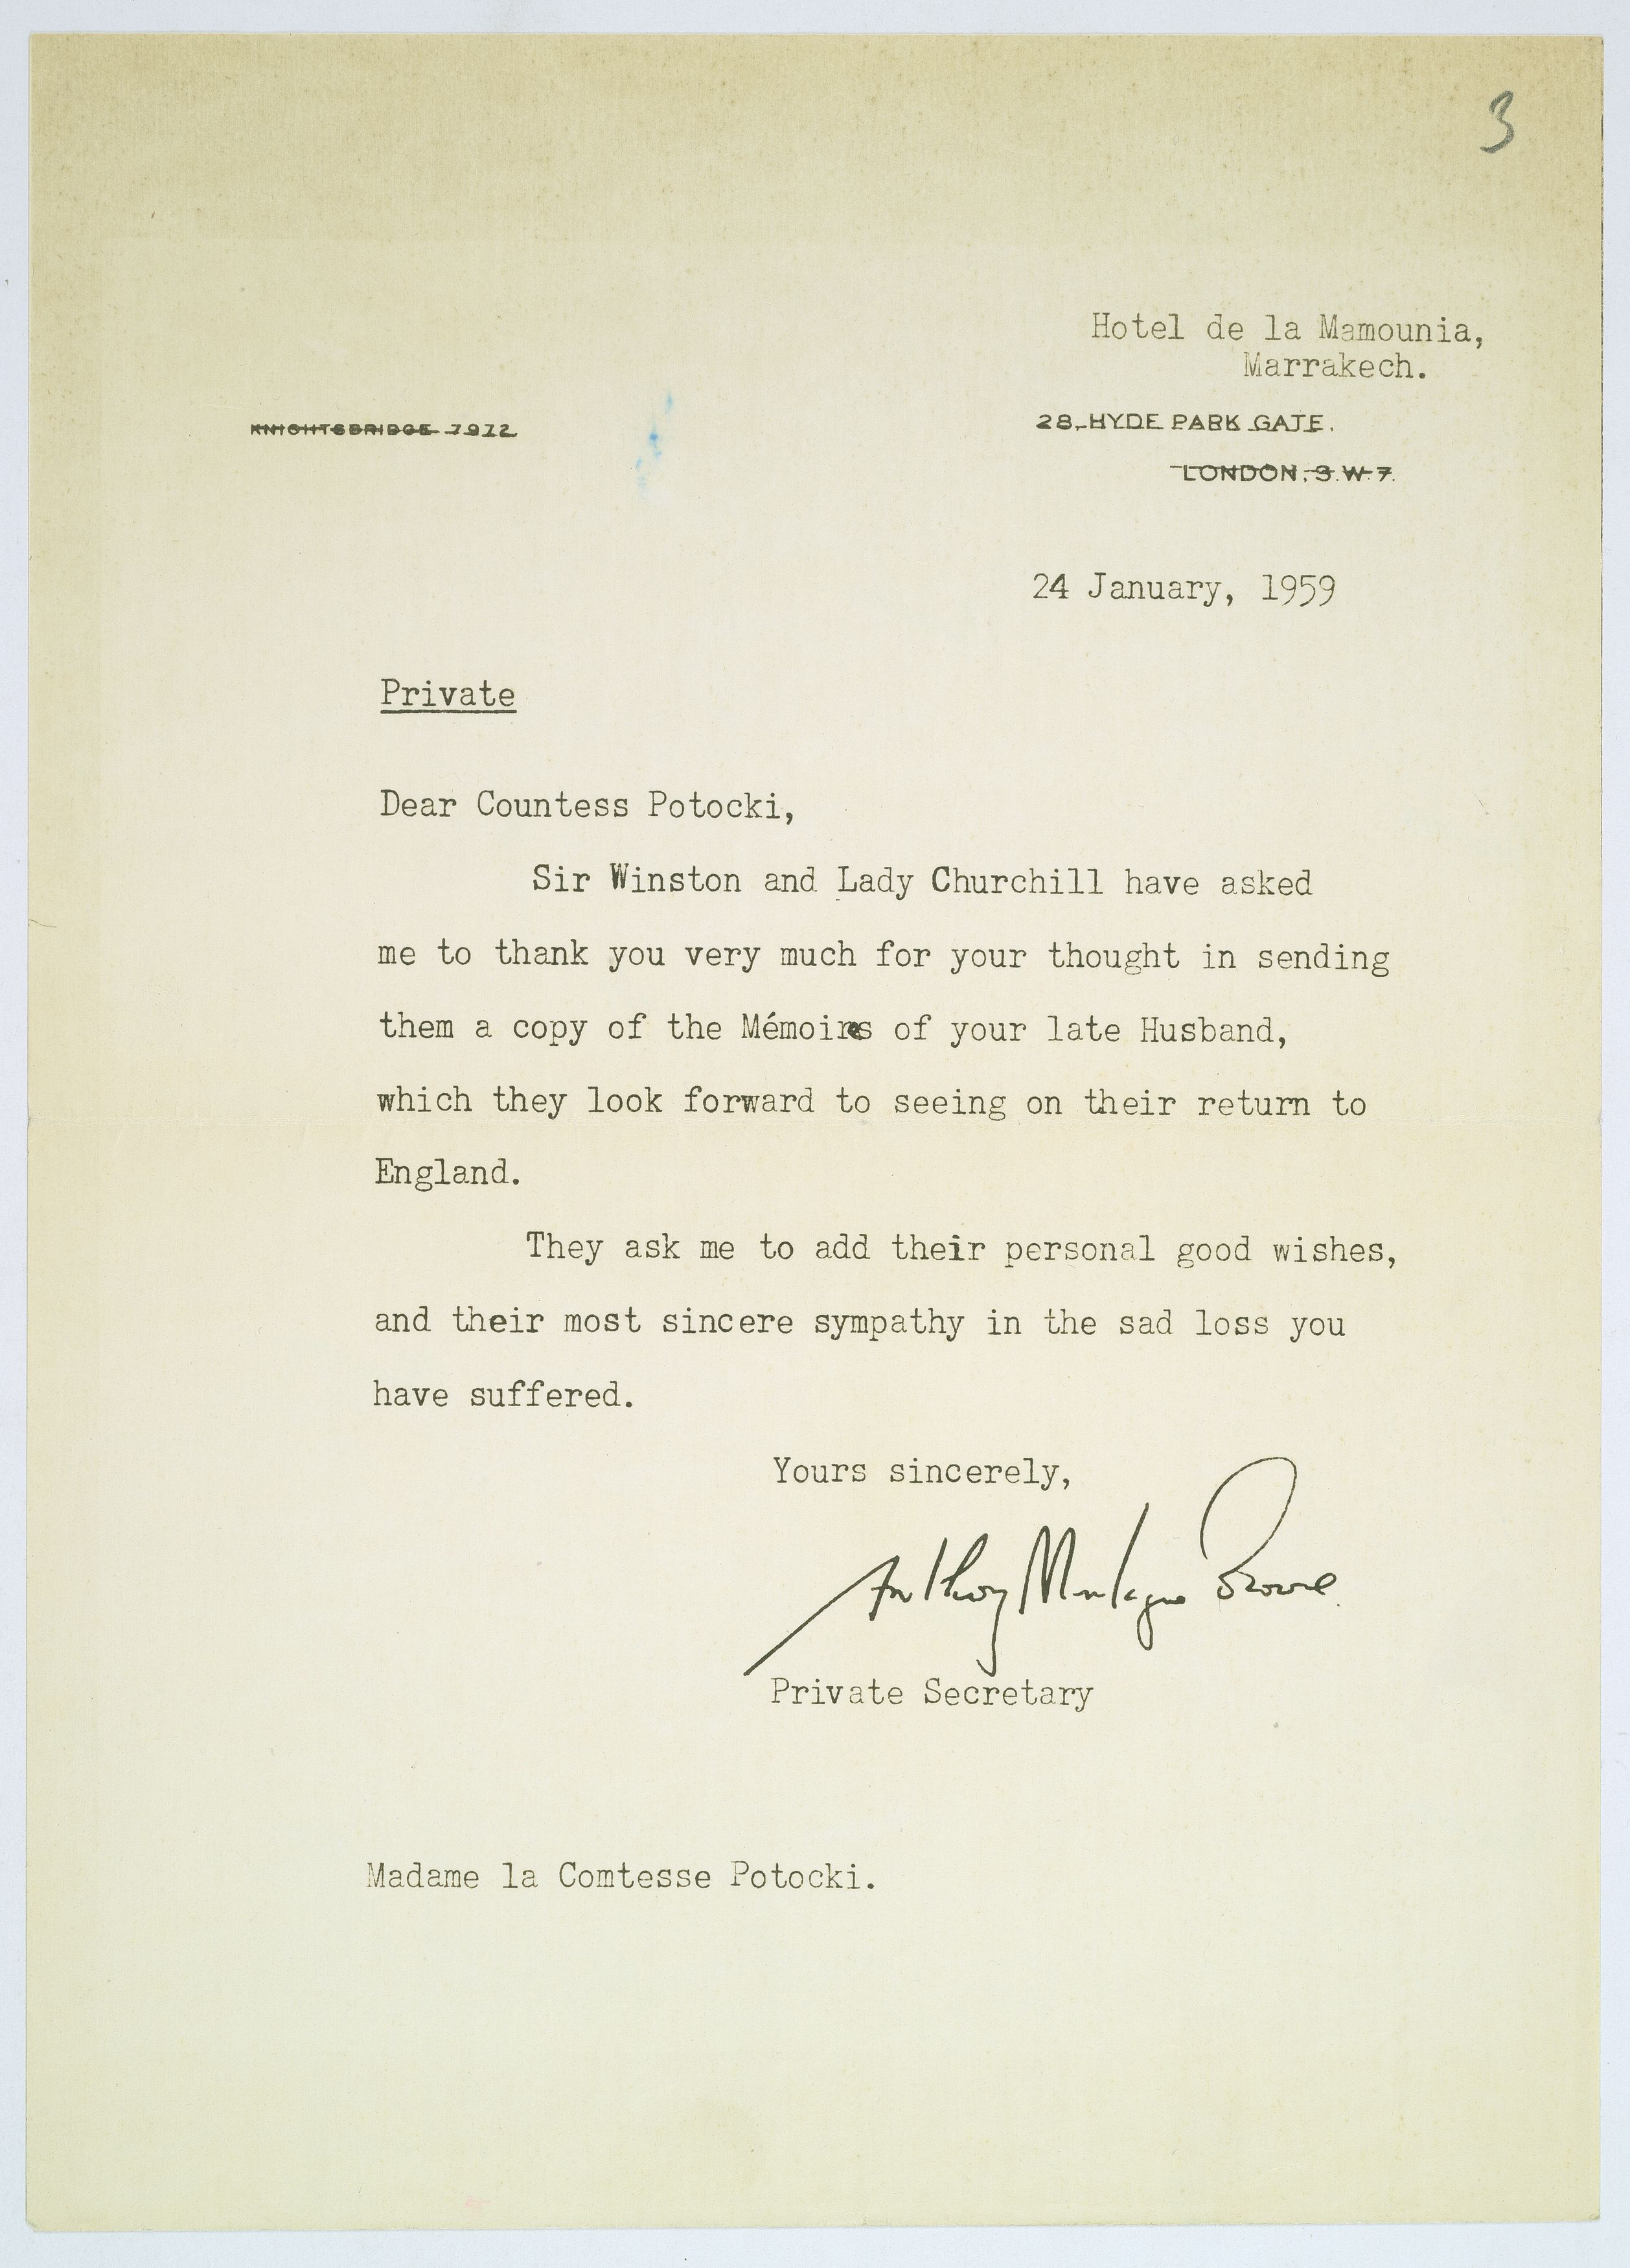 3
Hotel de la Mamounia,
Marrakech.
KNIGHTSBRIDGE 7972
28, HYDE PARK GATE.
LONDON, S.W.7.
24 January, 1959
Private
Dear Countess Potocki,
Sir Winston and Lady Churchill have asked
me to thank you very much for your thought in sending
them a copy of the Mémoires of your late Husband,
which they look forward to seeing on their return to
England.
They ask me to add their personal good wishes,
and their most sincere sympathy in the sad loss you
have suffered.
Yours sincerely,
Anthony Montague Browne
Private Secretary
Madame la Comtesse Potocki.